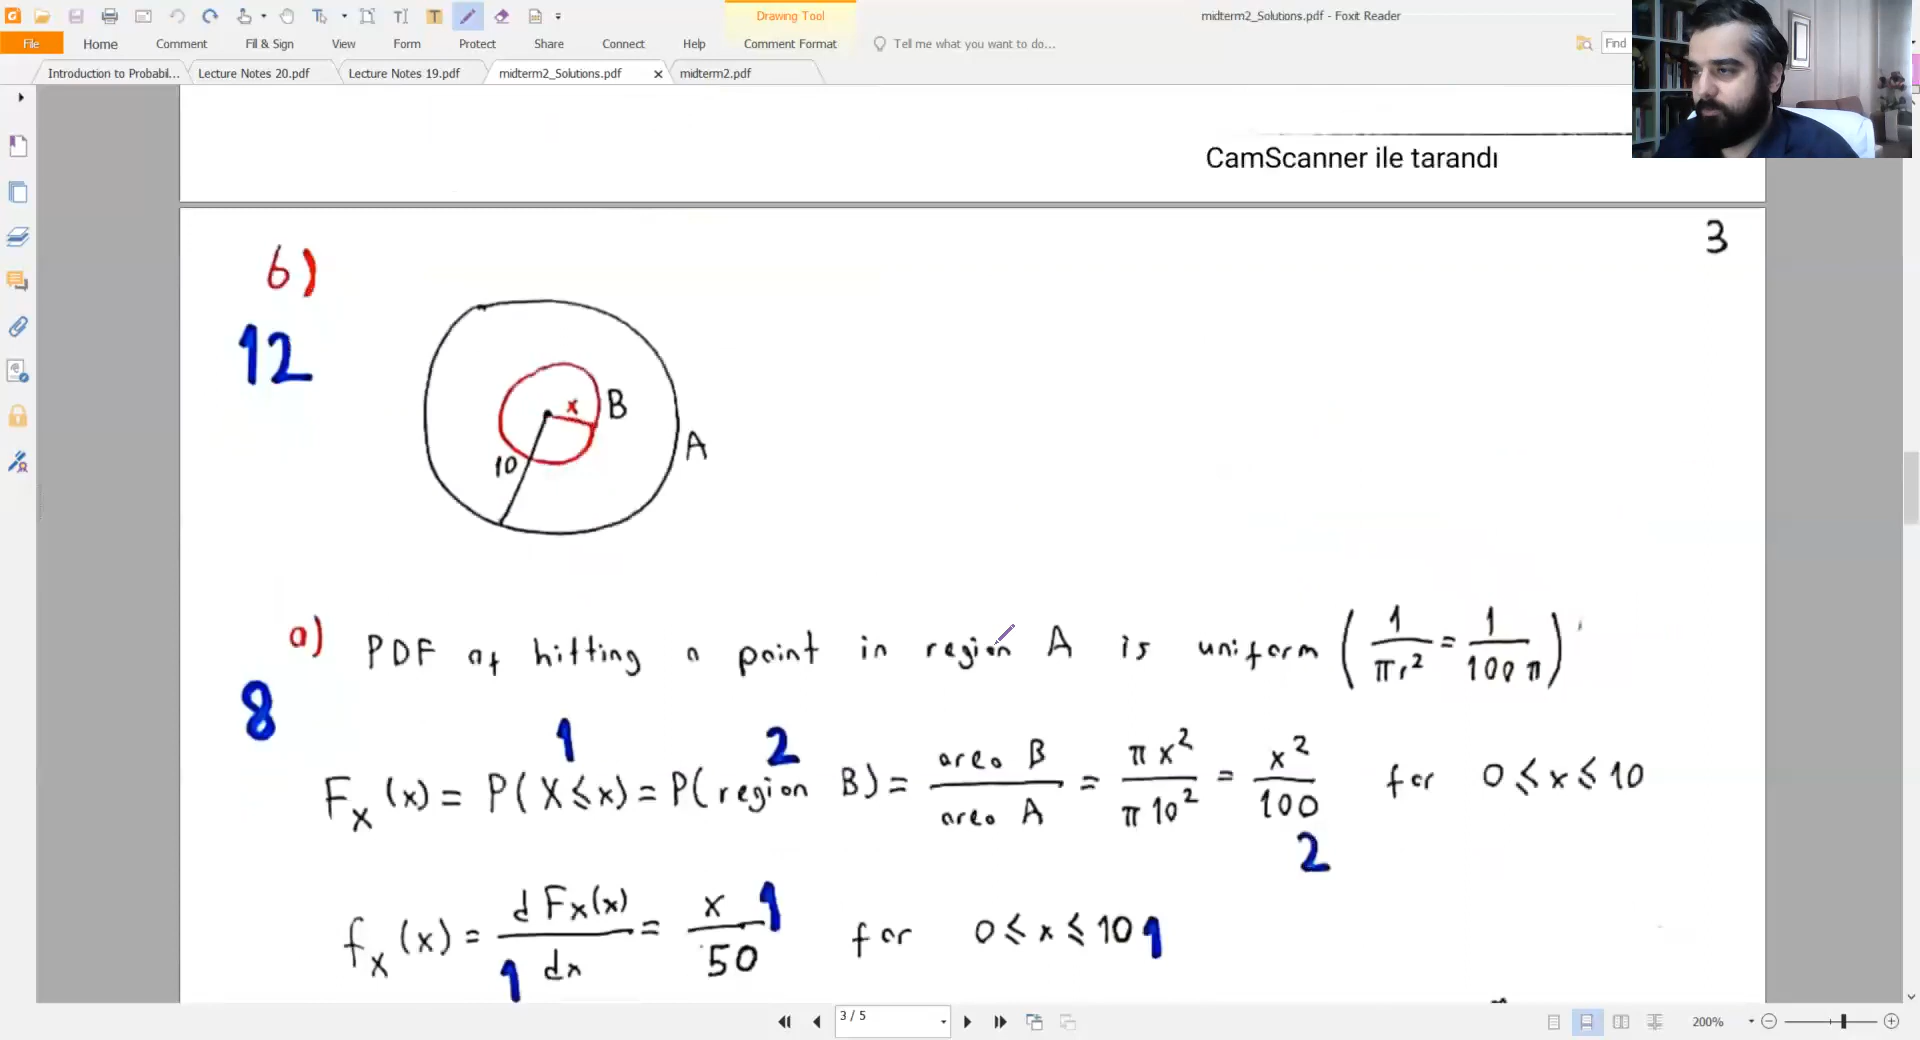 midterm2_Solutions.pdf - Foxit Reader
Drawing Tool
File Home Comment Fill & Sign View Form Protect Share Connect Help Comment Format Tell me what you want to do... Find
Introduction to Probabil... Lecture Notes 20.pdf Lecture Notes 19.pdf midterm2_Solutions.pdf midterm2.pdf
CamScanner ile tarandı
3
6)
12
x B
10 A
a) PDF of hitting a point in region A is uniform (1/πr² = 1/100π)
8 1 2
F_X(x) = P(X ≤ x) = P(region B) = area B / area A = πx² / π10² = x² / 100 for 0 ≤ x ≤ 10
2
f_X(x) = dF_X(x) / dx = x / 50 for 0 ≤ x ≤ 10
1 1 1
3 / 5 200%